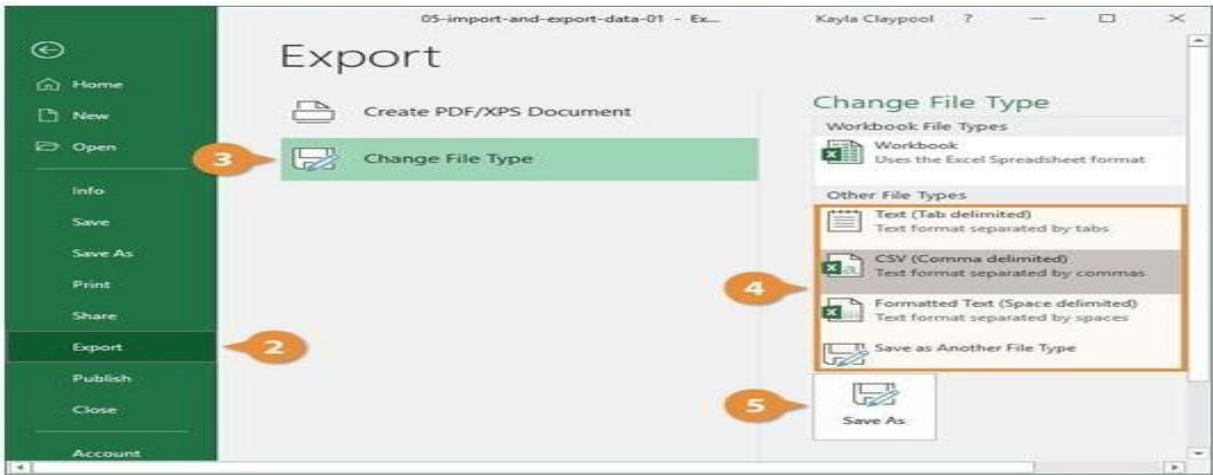 05-import-and-export-data-01 - Ex... Kayla Claypool ?
Export
Home
New
Open
Info
Save
Save As
Print
Share
Export
Publish
Close
Account
Create PDF/XPS Document
Change File Type
Change File Type
Workbook File Types
Workbook
Uses the Excel Spreadsheet format
Other File Types
Text (Tab delimited)
Text format separated by tabs
CSV (Comma delimited)
Text format separated by commas
Formatted Text (Space delimited)
Text format separated by spaces
Save as Another File Type
Save As
2
3
4
5